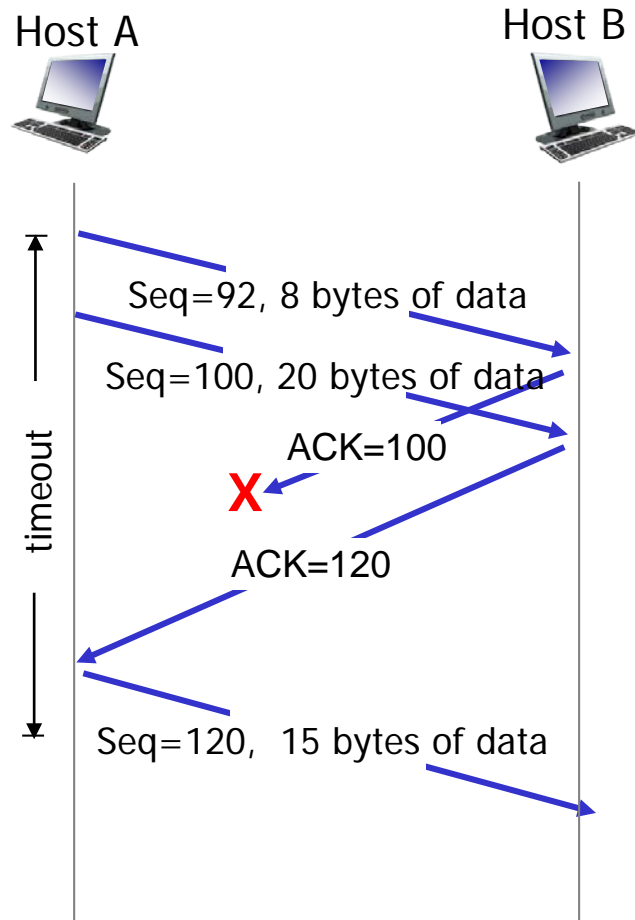 Host A
Host B
Seq=92, 8 bytes of data
Seq=100, 20 bytes of data
ACK=100
X
timeout
ACK=120
Seq=120, 15 bytes of data